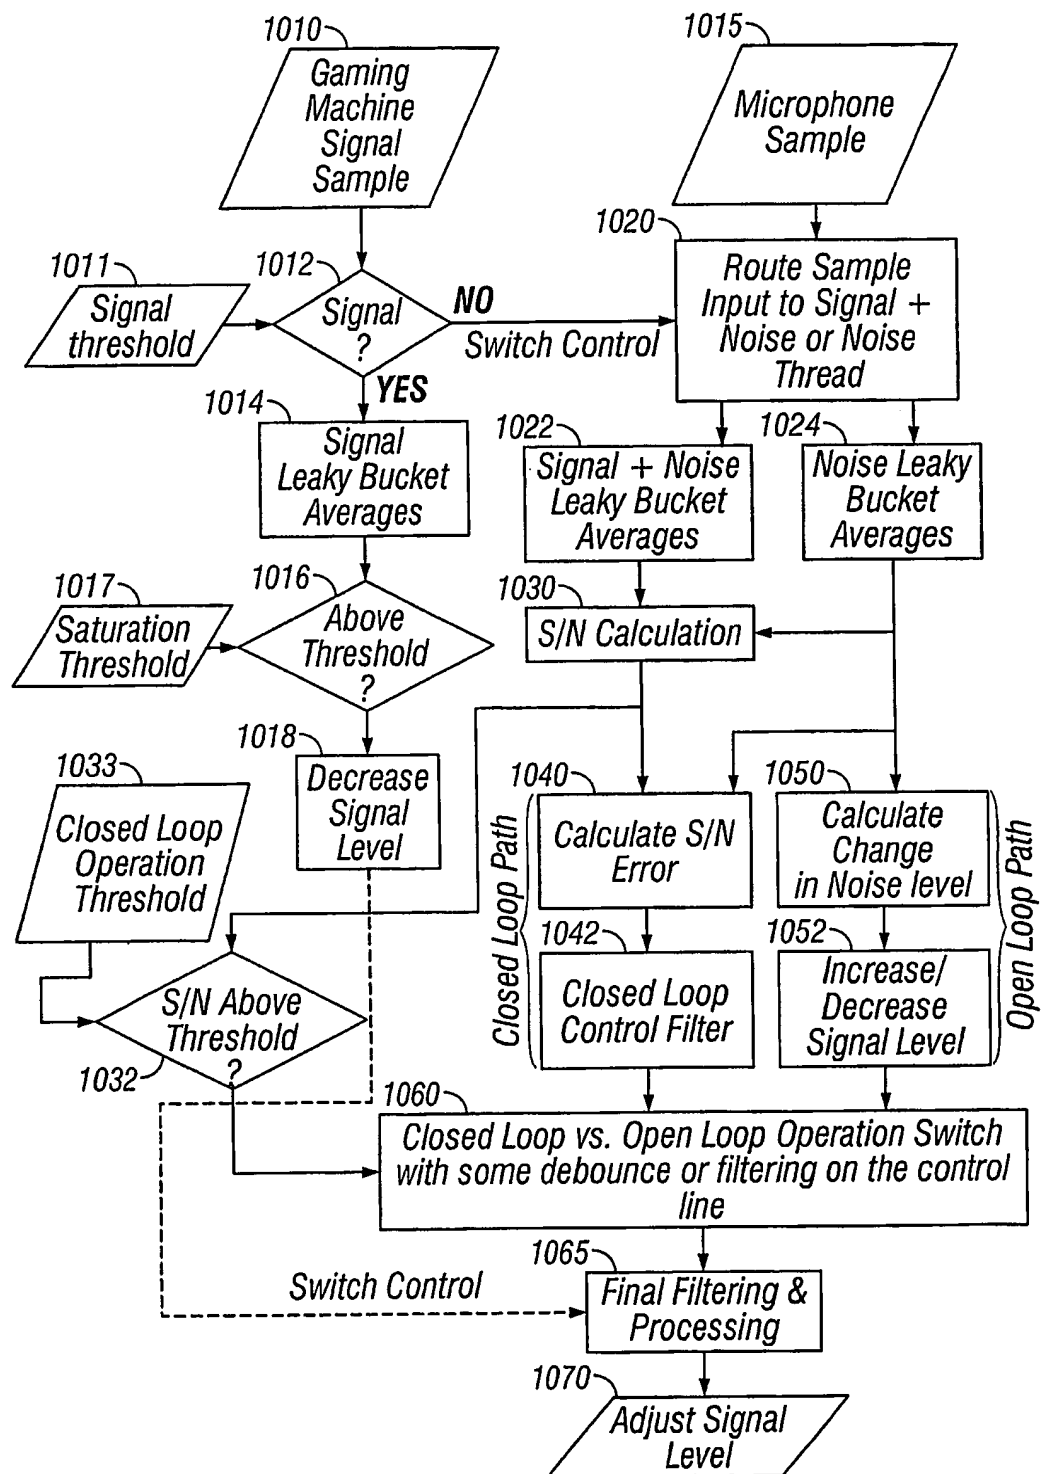 1010
Gaming
Machine
Signal
Sample
1015
Microphone
Sample
1011
Signal
threshold
1012
Signal
?
NO
Switch Control
YES
1020
Route Sample
Input to Signal +
Noise or Noise
Thread
1014
Signal
Leaky Bucket
Averages
1022
Signal + Noise
Leaky Bucket
Averages
1024
Noise Leaky
Bucket
Averages
1017
Saturation
Threshold
1016
Above
Threshold
?
1030
S/N Calculation
1018
Decrease
Signal
Level
1033
Closed Loop
Operation
Threshold
1040
Calculate S/N
Error
1050
Calculate
Change
in Noise level
Closed Loop Path
Open Loop Path
1042
Closed Loop
Control Filter
1052
Increase/
Decrease
Signal Level
S/N Above
Threshold
?
1032
1060
Closed Loop vs. Open Loop Operation Switch
with some debounce or filtering on the control
line
Switch Control
1065
Final Filtering &
Processing
1070
Adjust Signal
Level